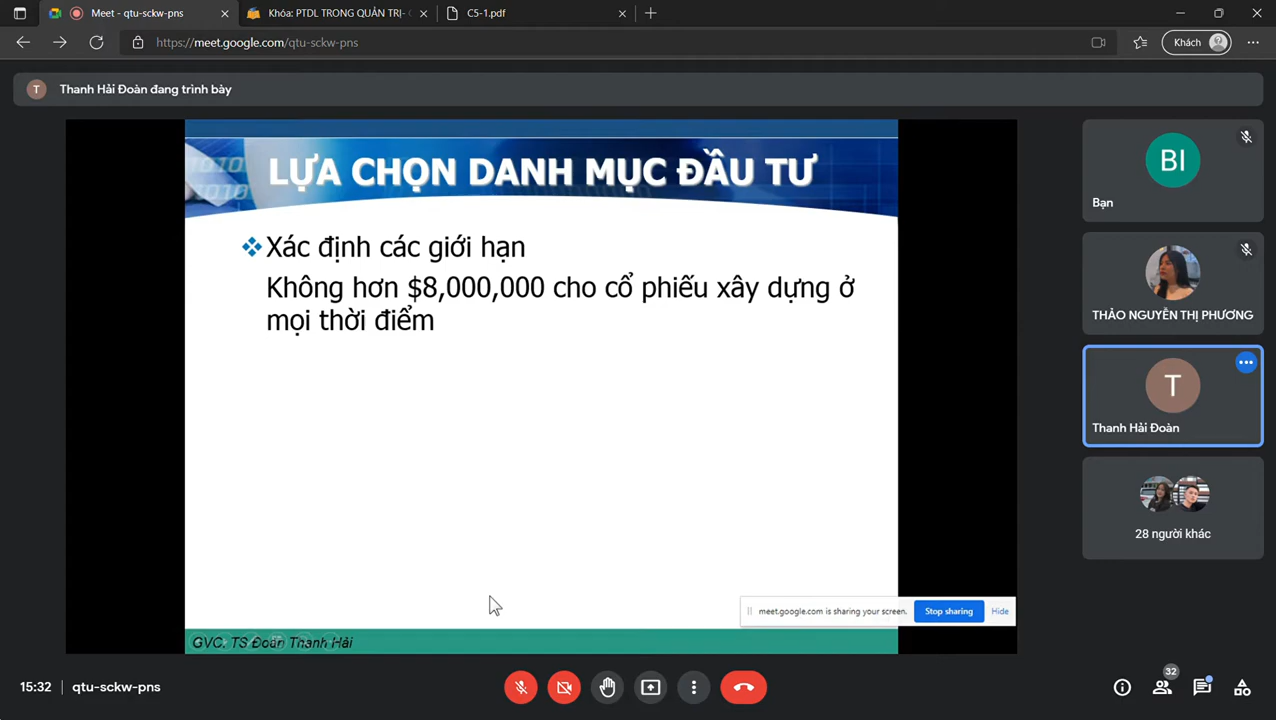 Meet - qtu-sckw-pns
Khóa: PTDL TRONG QUẢN TRỊ- 
C5-1.pdf
https://meet.google.com/qtu-sckw-pns
Khách
T
Thanh Hải Đoàn đang trình bày
LỰA CHỌN DANH MỤC ĐẦU TƯ
Xác định các giới hạn
Không hơn $8,000,000 cho cổ phiếu xây dựng ở
mọi thời điểm
meet.google.com is sharing your screen.
Stop sharing
Hide
GVC. TS Đoàn Thanh Hải
BI
Bạn
THẢO NGUYỄN THỊ PHƯƠNG
T
Thanh Hải Đoàn
28 người khác
15:32
qtu-sckw-pns
32